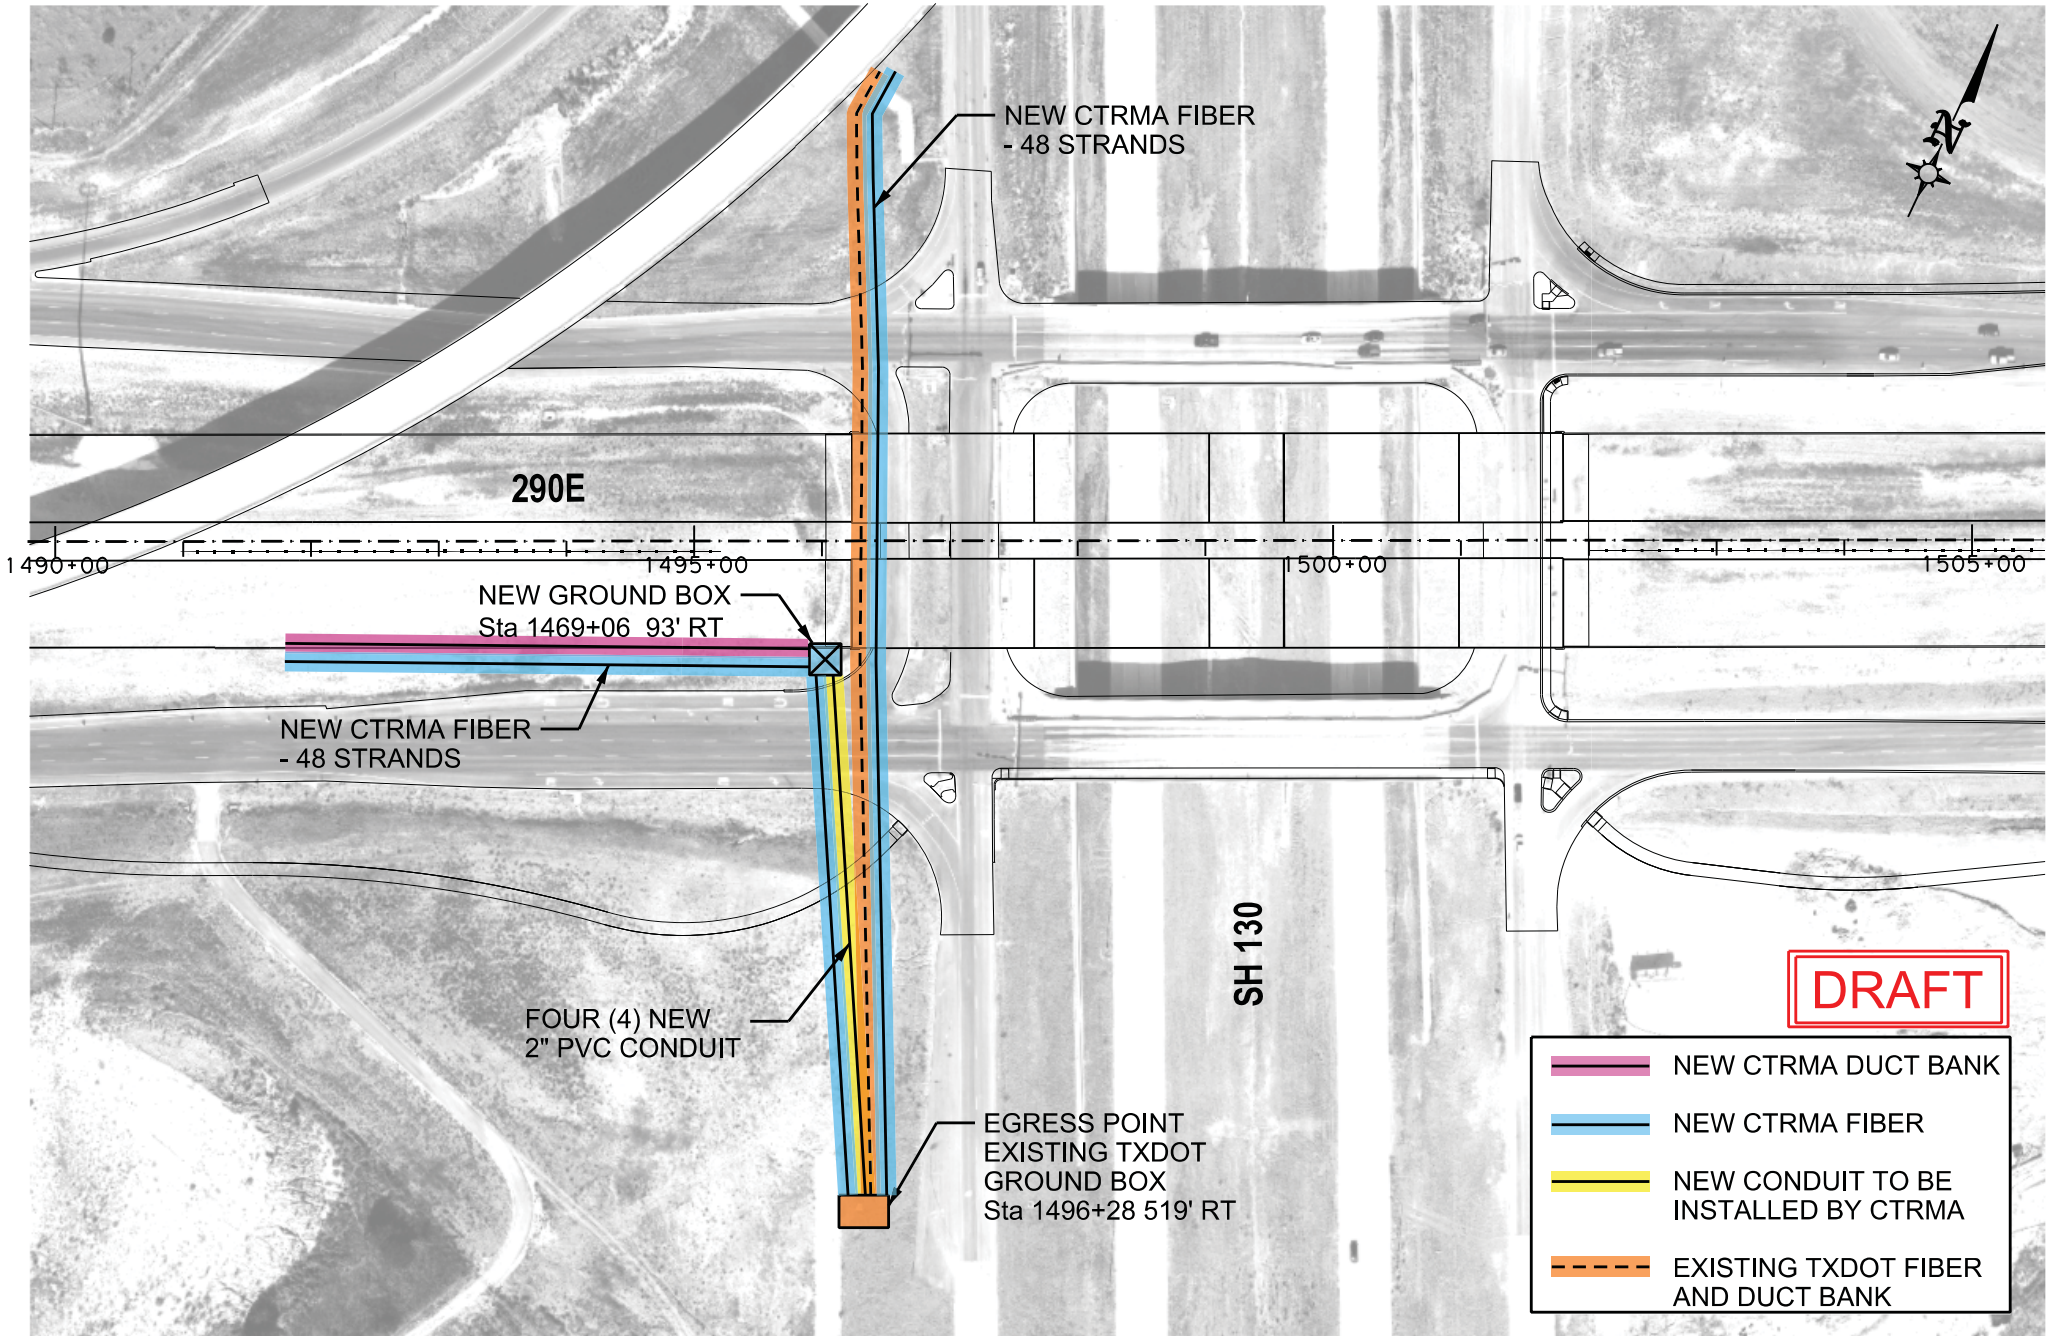 NEW CTRMA FIBER
- 48 STRANDS
N
290E
1490+00
1495+00
1500+00
1505+00
NEW GROUND BOX
Sta 1469+06  93' RT
NEW CTRMA FIBER
- 48 STRANDS
FOUR (4) NEW
2" PVC CONDUIT
SH 130
EGRESS POINT
EXISTING TXDOT
GROUND BOX
Sta 1496+28 519' RT
DRAFT
NEW CTRMA DUCT BANK
NEW CTRMA FIBER
NEW CONDUIT TO BE
INSTALLED BY CTRMA
EXISTING TXDOT FIBER
AND DUCT BANK